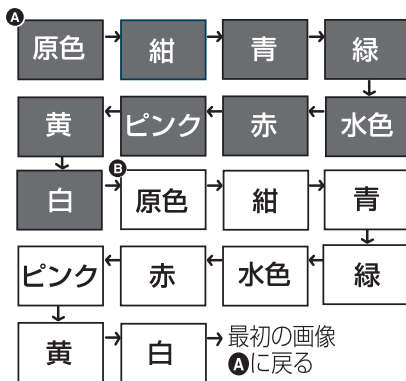 A
原色 → 紺 → 青 → 緑
黄 ← ピンク ← 赤 ← 水色
B
白 → 原色 → 紺 → 青
ピンク ← 赤 ← 水色 ← 緑
黄 → 白 → 最初の画像
Aに戻る